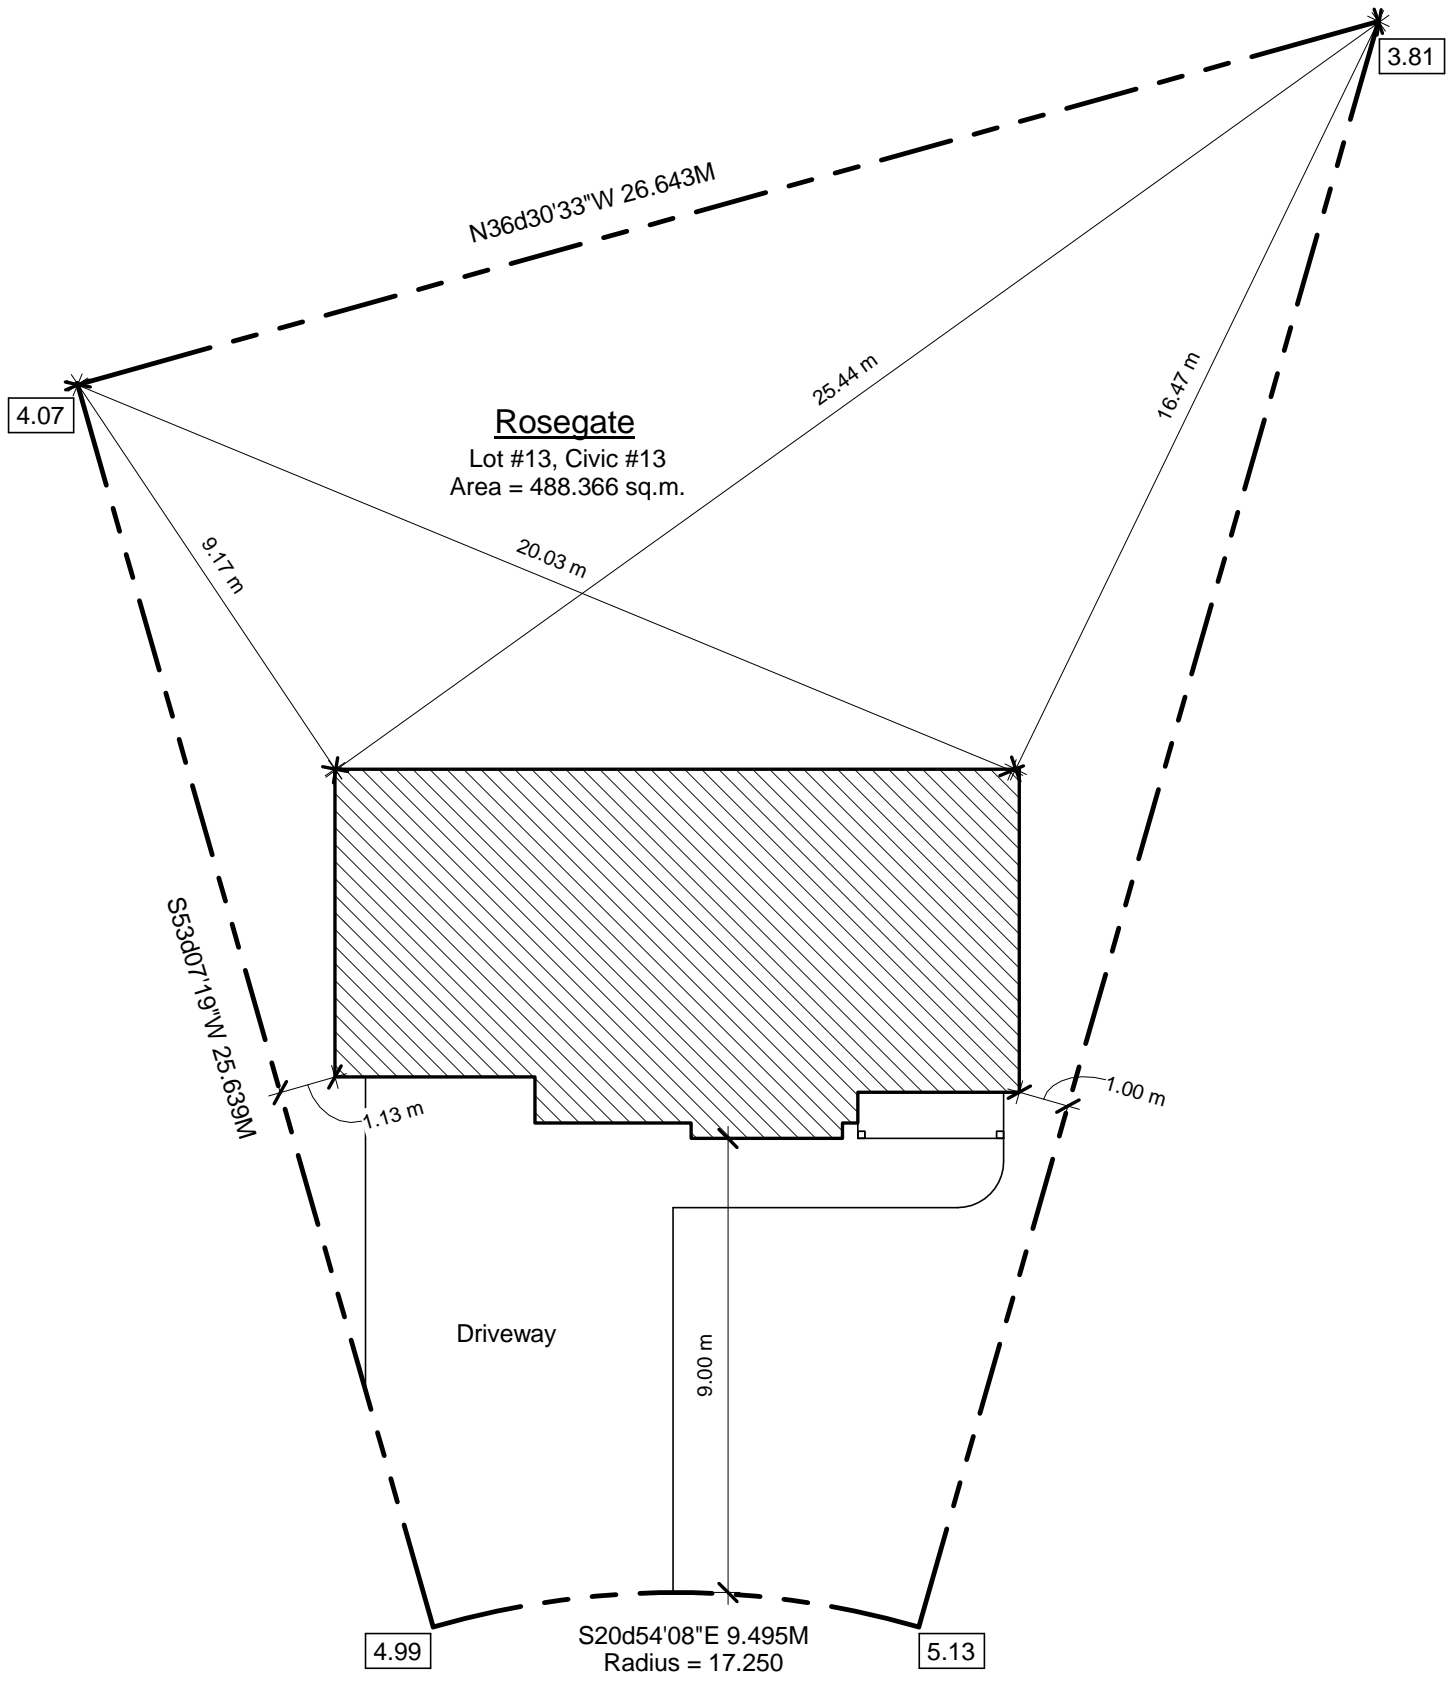 3.81
N36d30'33"W 26.643M
25.44 m
16.47 m
4.07
Rosegate
Lot #13, Civic #13
Area = 488.366 sq.m.
9.17 m
20.03 m
S53d07'19"W 25.639M
1.13 m
1.00 m
Driveway
9.00 m
4.99
S20d54'08"E 9.495M
Radius = 17.250
5.13